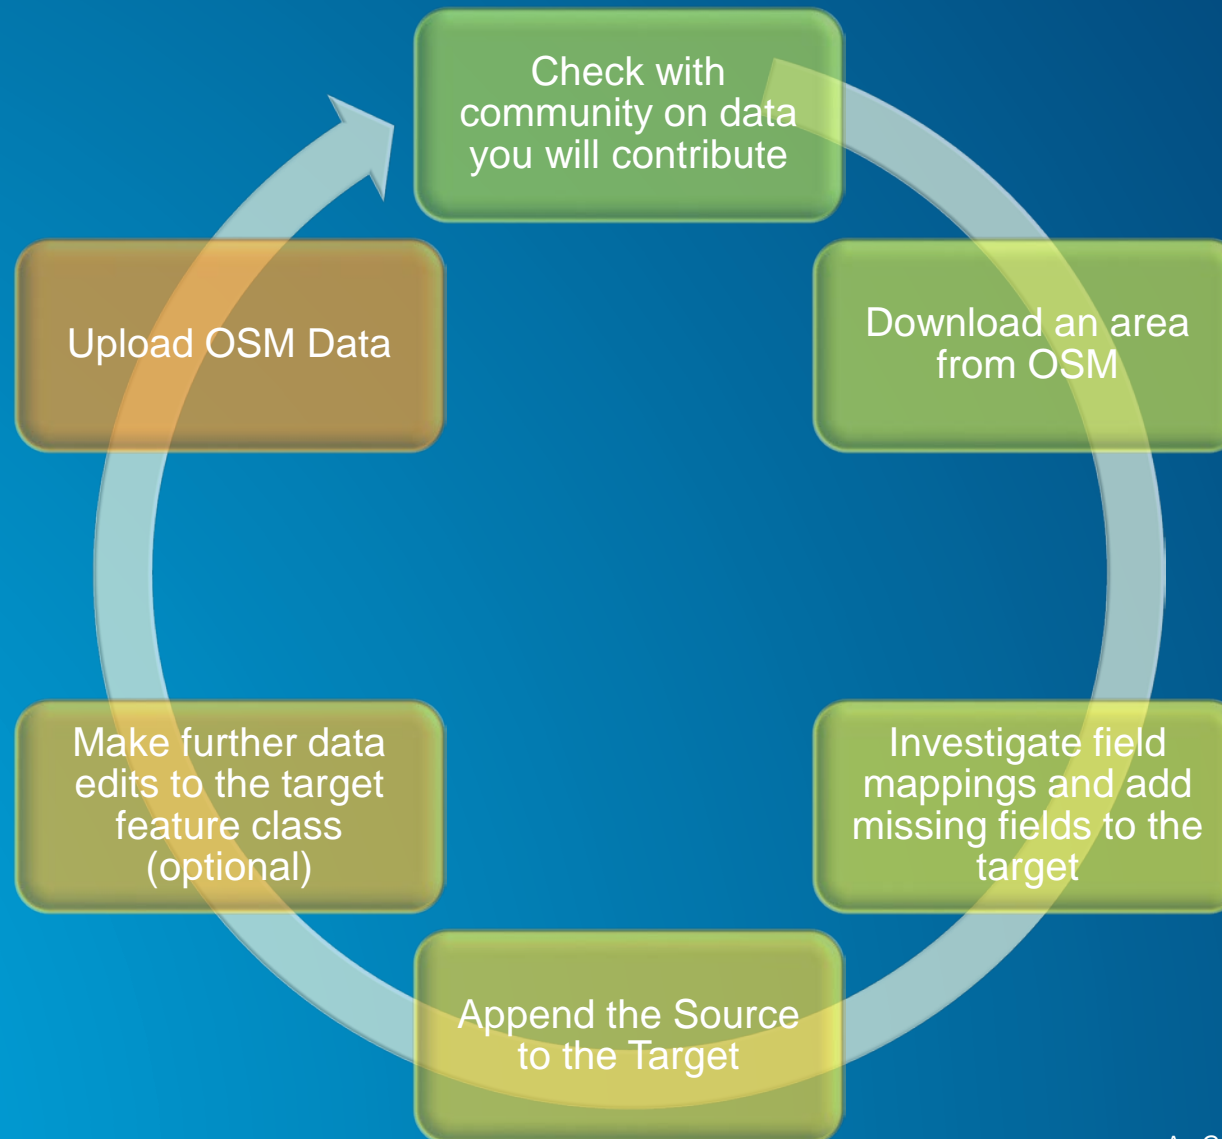 Check with
community on data
you will contribute
Download an area
from OSM
Investigate field
mappings and add
missing fields to the
target
Append the Source
to the Target
Make further data
edits to the target
feature class
(optional)
Upload OSM Data